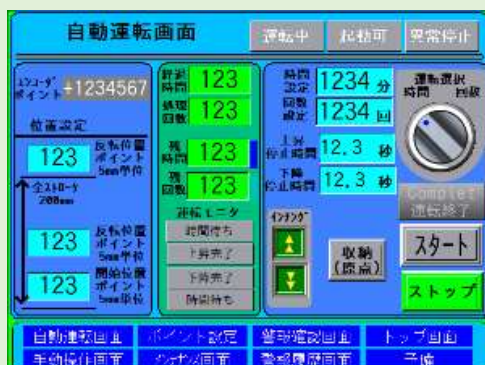 自動運転画面
運転中
起動可
異常停止
エンコーダ
ポイント
+1234567
位置設定
123
反転位置
ポイント
5mm単位
全ストローク
200mm
123
反転位置
ポイント
5mm単位
123
開始位置
ポイント
5mm単位
経過
時間
123
処理
回数
123
残
時間
123
残
回数
123
運転モニタ
時間待ち
上昇完了
下降完了
時間待ち
時間
設定
1234 分
回数
設定
1234 回
上昇
停止時間
12.3 秒
下降
停止時間
12.3 秒
インチング
収納
(原点)
運転選択
時間 回数
Complet
運転終了
スタート
ストップ
自動運転画面 ポイント設定 警報確認画面 トップ画面
手動操作画面 メンテナンス画面 警報履歴画面 予備